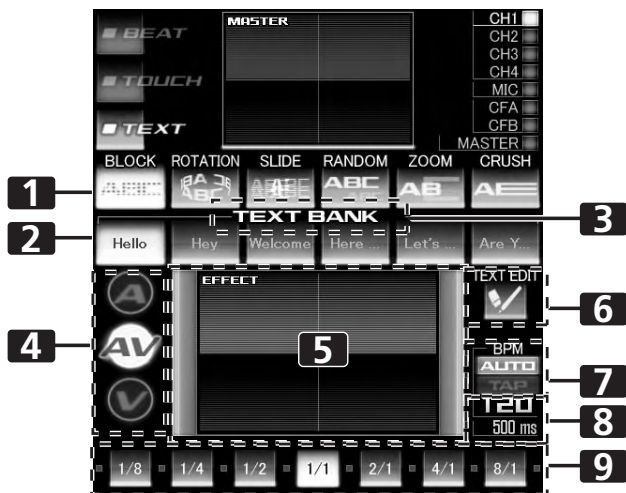 BEAT
TOUCH
TEXT
MASTER
CH1
CH2
CH3
CH4
MIC
CFA
CFB
MASTER
BLOCK ROTATION SLIDE RANDOM ZOOM CRUSH
1
ABC ABC AB AE
TEXT BANK
3
2
Hello Hey Welcome Here ... Let's ... Are Y...
EFFECT
TEXT EDIT
6
4
A
AV
V
5
BPM
AUTO
TAP
7
120
500 ms
8
1/8 1/4 1/2 1/1 2/1 4/1 8/1
9